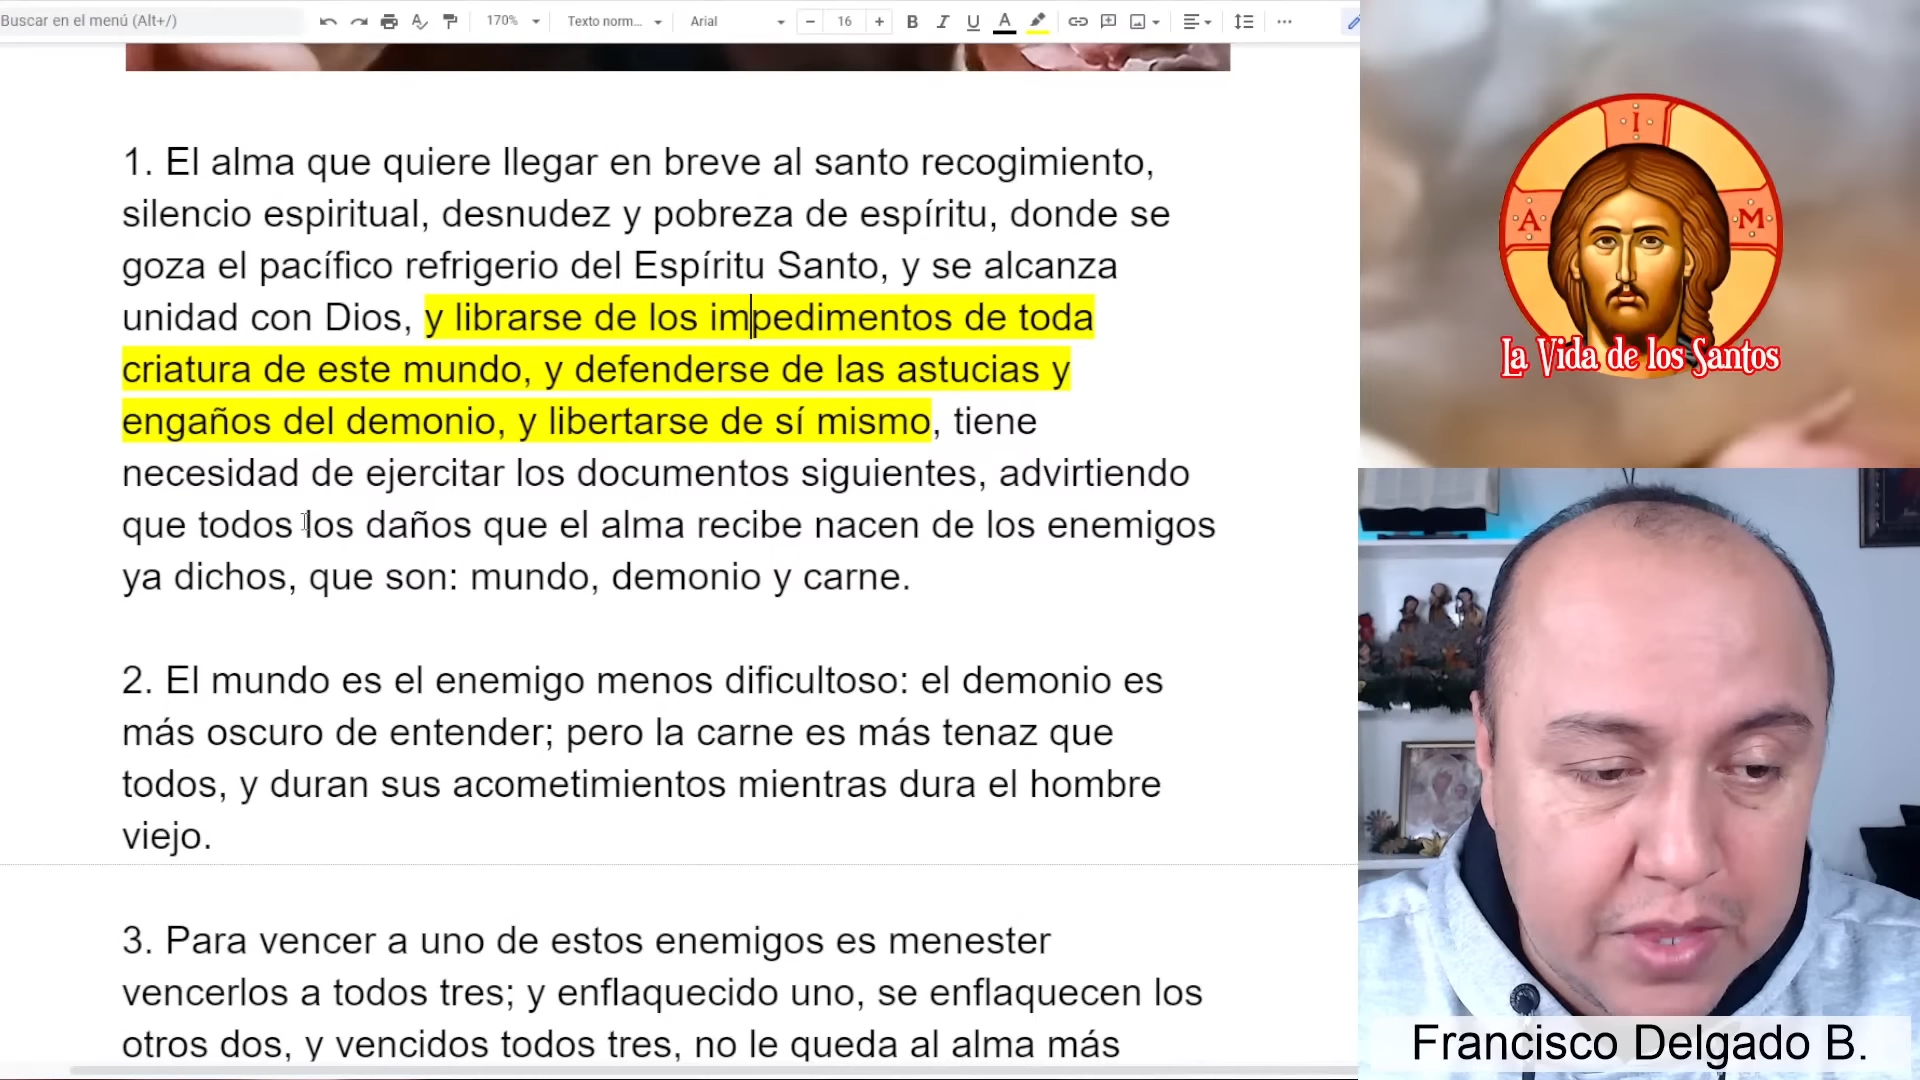 Buscar en el menú (Alt+/)
170%
Texto norm...
Arial
16
B
I
U
A
1. El alma que quiere llegar en breve al santo recogimiento,
silencio espiritual, desnudez y pobreza de espíritu, donde se
goza el pacífico refrigerio del Espíritu Santo, y se alcanza
unidad con Dios, y librarse de los impedimentos de toda
criatura de este mundo, y defenderse de las astucias y
engaños del demonio, y libertarse de sí mismo, tiene
necesidad de ejercitar los documentos siguientes, advirtiendo
que todos los daños que el alma recibe nacen de los enemigos
ya dichos, que son: mundo, demonio y carne.
2. El mundo es el enemigo menos dificultoso: el demonio es
más oscuro de entender; pero la carne es más tenaz que
todos, y duran sus acometimientos mientras dura el hombre
viejo.
3. Para vencer a uno de estos enemigos es menester
vencerlos a todos tres; y enflaquecido uno, se enflaquecen los
otros dos, y vencidos todos tres, no le queda al alma más
I
A
M
La Vida de los Santos
Francisco Delgado B.